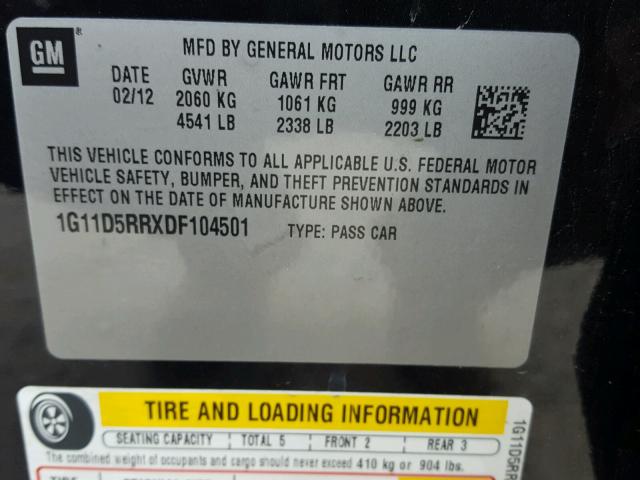 GM
MFD BY GENERAL MOTORS LLC
DATE GVWR GAWR FRT GAWR RR
02/12 2060 KG 1061 KG 999 KG
4541 LB 2338 LB 2203 LB
THIS VEHICLE CONFORMS TO ALL APPLICABLE U.S. FEDERAL MOTOR
VEHICLE SAFETY, BUMPER, AND THEFT PREVENTION STANDARDS IN
EFFECT ON THE DATE OF MANUFACTURE SHOWN ABOVE.
1G11D5RRXDF104501 TYPE: PASS CAR
TIRE AND LOADING INFORMATION
SEATING CAPACITY TOTAL 5 FRONT 2 REAR 3
The combined weight of occupants and cargo should never exceed 410 kg or 904 lbs.
1G11D5RR